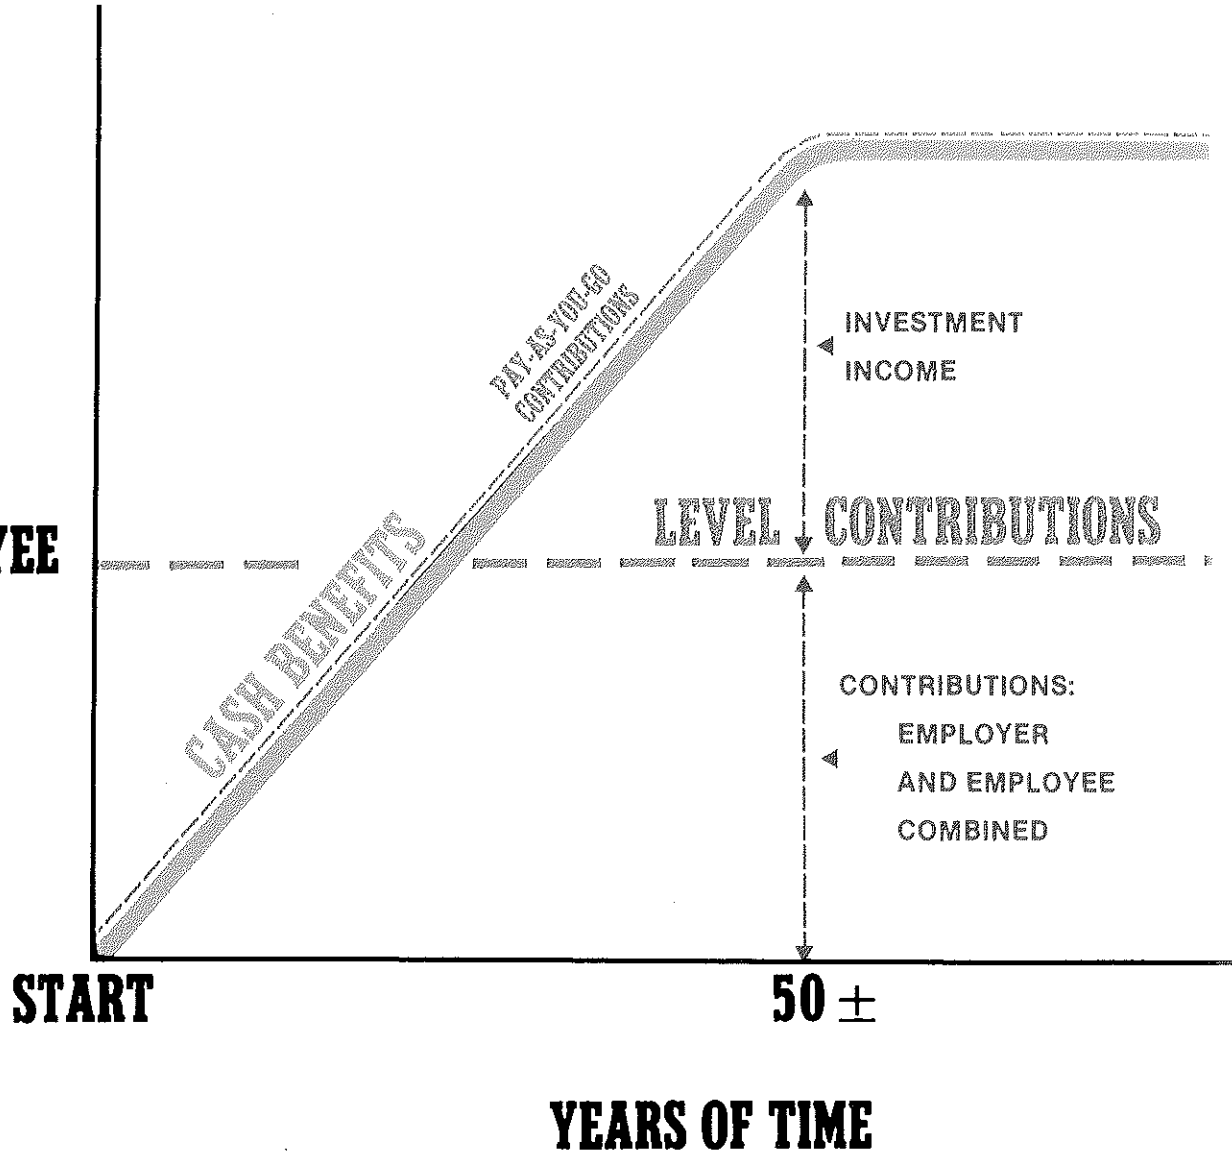 PAY-AS-YOU-GO
CONTRIBUTIONS
INVESTMENT
INCOME
LEVEL CONTRIBUTIONS
YEE
CASH BENEFITS
CONTRIBUTIONS:
EMPLOYER
AND EMPLOYEE
COMBINED
START
50 ±
YEARS OF TIME